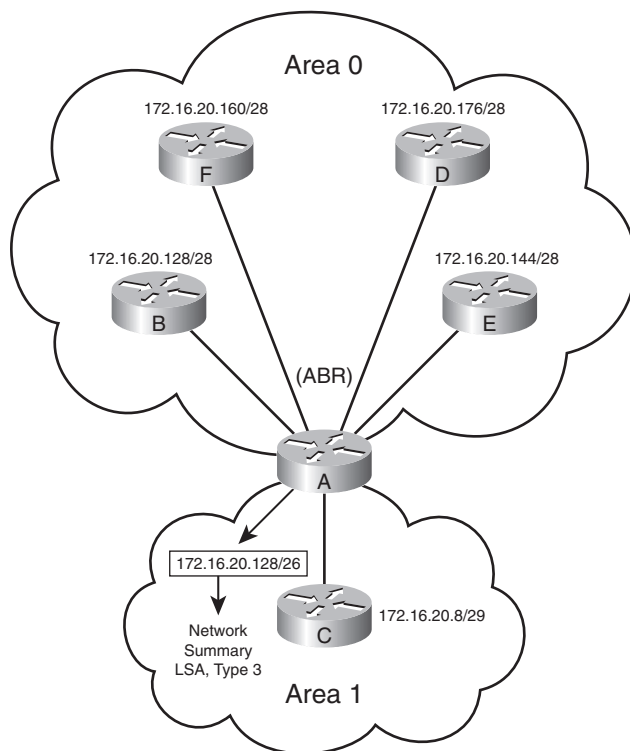 Area 0
172.16.20.160/28
172.16.20.176/28
F
D
172.16.20.128/28
172.16.20.144/28
B
E
(ABR)
A
172.16.20.128/26
C
172.16.20.8/29
Network
Summary
LSA, Type 3
Area 1